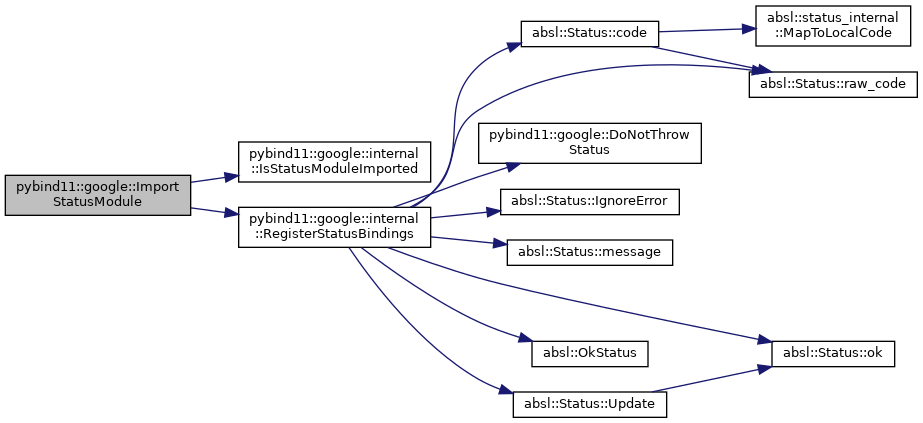 pybind11::google::Import
StatusModule
pybind11::google::internal
::IsStatusModuleImported
pybind11::google::internal
::RegisterStatusBindings
absl::Status::code
absl::status_internal
::MapToLocalCode
absl::Status::raw_code
pybind11::google::DoNotThrow
Status
absl::Status::IgnoreError
absl::Status::message
absl::OkStatus
absl::Status::ok
absl::Status::Update